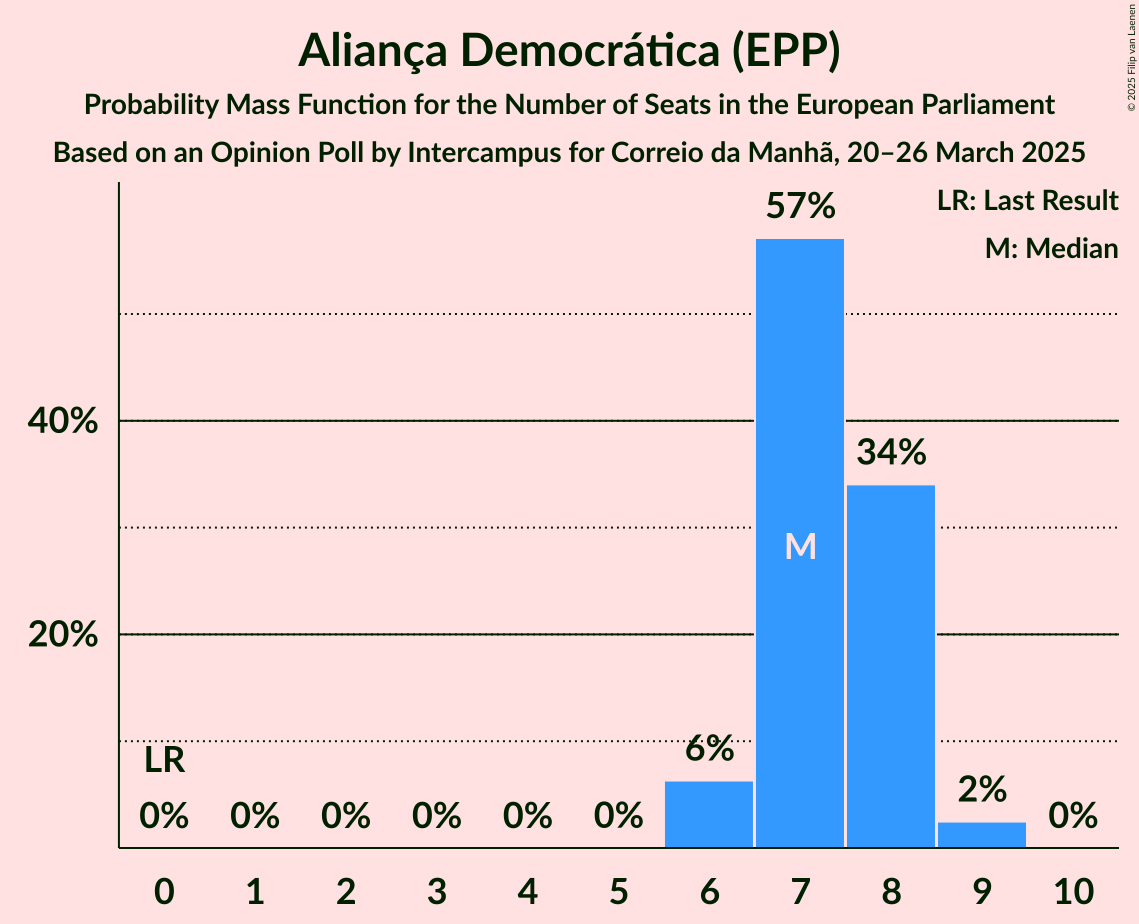 Aliança Democrática (EPP)
Probability Mass Function for the Number of Seats in the European Parliament
Based on an Opinion Poll by Intercampus for Correio da Manhã, 20–26 March 2025
© 2025 Filip van Laenen
LR: Last Result
M: Median
57%
40%
34%
M
20%
LR
6%
2%
0% 0% 0% 0% 0% 0% 0%
0 1 2 3 4 5 6 7 8 9 10